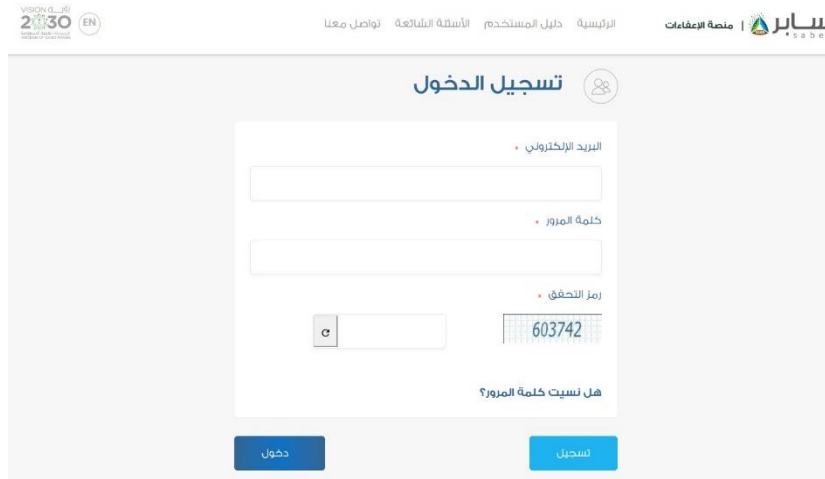 سابر | منصة الإعفاءات
saber
الرئيسية دليل المستخدم الأسئلة الشائعة تواصل معنا
EN
VISION رؤيــة
2030
تسجيل الدخول
البريد الإلكتروني *
كلمة المرور *
رمز التحقق *
603742
هل نسيت كلمة المرور؟
تسجيل
دخول